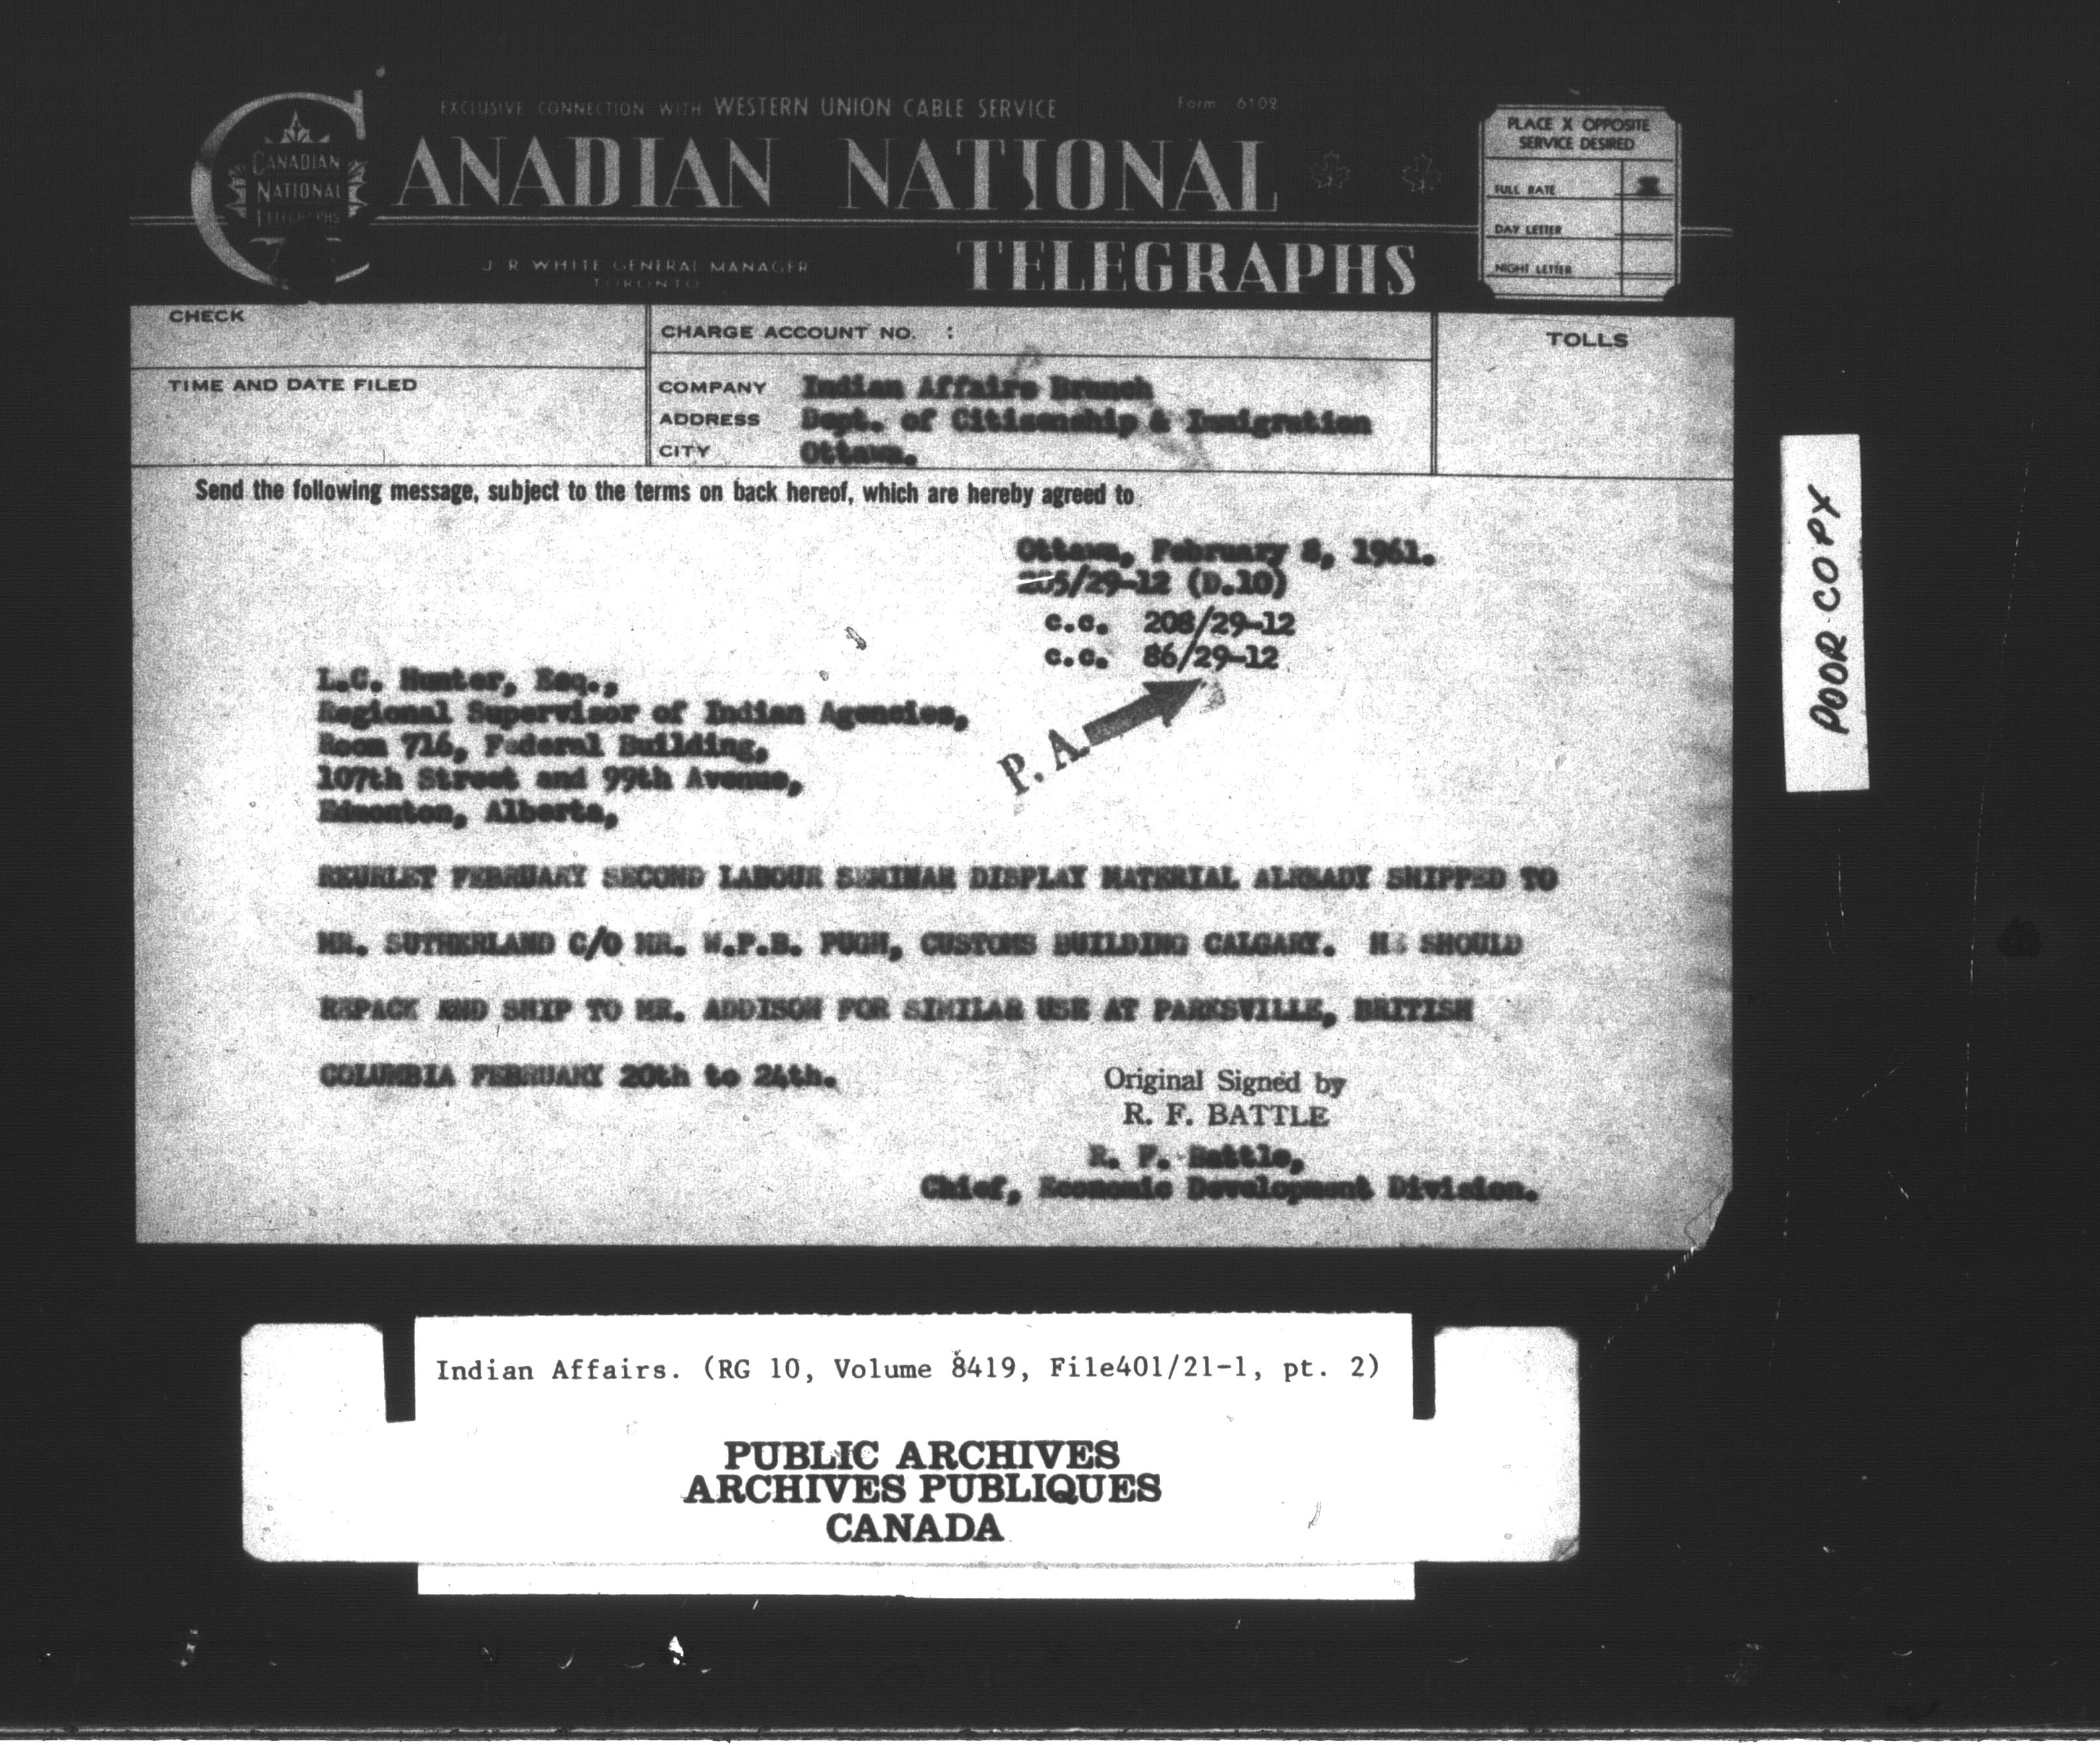 EXCLUSIVE CONNECTION WITH WESTERN UNION CABLE SERVICE
Form 6102
CANADIAN NATIONAL
TELEGRAPHS
CANADIAN
NATIONAL
TELEGRAPHS
J. R. WHITE GENERAL MANAGER
TORONTO
PLACE X OPPOSITE
SERVICE DESIRED
FULL RATE X
DAY LETTER
NIGHT LETTER
CHECK
TIME AND DATE FILED
CHARGE ACCOUNT NO. :
COMPANY Indian Affairs Branch
ADDRESS Dept. of Citizenship & Immigration
CITY Ottawa.
TOLLS
Send the following message, subject to the terms on back hereof, which are hereby agreed to
Ottawa, February 8, 1961.
/29-12 (D.10)
c.c. 208/29-12
c.c. 86/29-12
P. A.
L.C. Hunter, Esq.,
Regional Supervisor of Indian Agencies,
Room 716, Federal Building,
107th Street and 99th Avenue,
Edmonton, Alberta,
REURLET FEBRUARY SECOND LABOUR SEMINAR DISPLAY MATERIAL ALREADY SHIPPED TO
MR. SUTHERLAND C/O MR. W.P.B. PUGH, CUSTOMS BUILDING CALGARY. HE SHOULD
REPACK AND SHIP TO MR. ADDISON FOR SIMILAR USE AT PARKSVILLE, BRITISH
COLUMBIA FEBRUARY 20th to 24th.
Original Signed by
R. F. BATTLE
R. F. Battle,
Chief, Economic Development Division.
POOR COPY
Indian Affairs. (RG 10, Volume 8419, File401/21-1, pt. 2)
PUBLIC ARCHIVES
ARCHIVES PUBLIQUES
CANADA